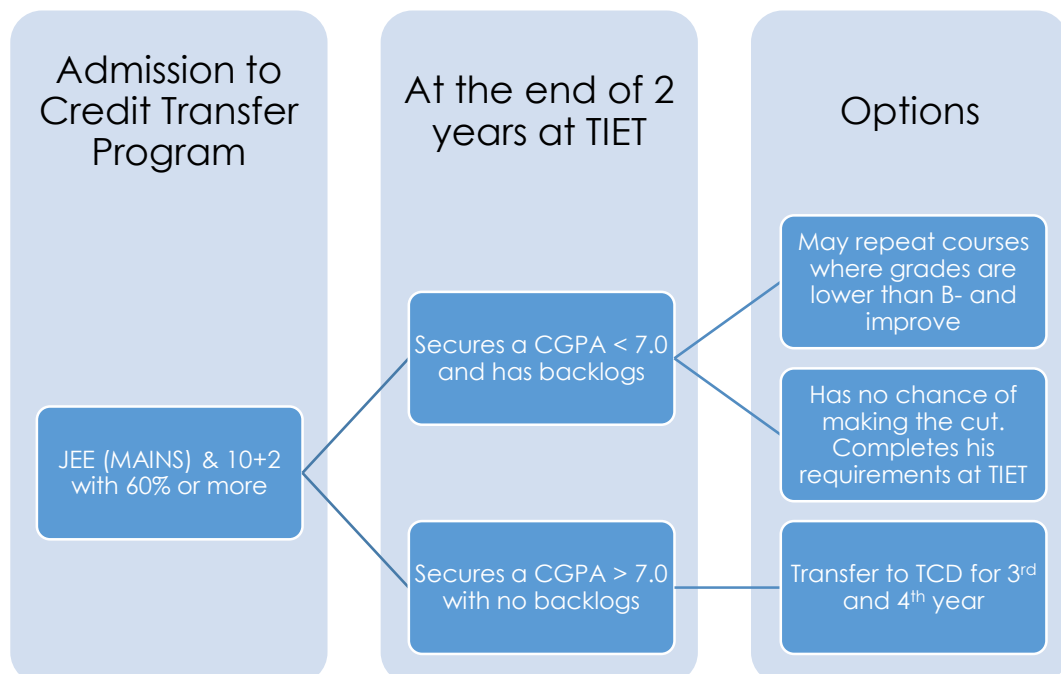 Admission to
Credit Transfer
Program
JEE (MAINS) & 10+2
with 60% or more
At the end of 2
years at TIET
Secures a CGPA < 7.0
and has backlogs
Secures a CGPA > 7.0
with no backlogs
Options
May repeat courses
where grades are
lower than B- and
improve
Has no chance of
making the cut.
Completes his
requirements at TIET
Transfer to TCD for 3rd
and 4th year